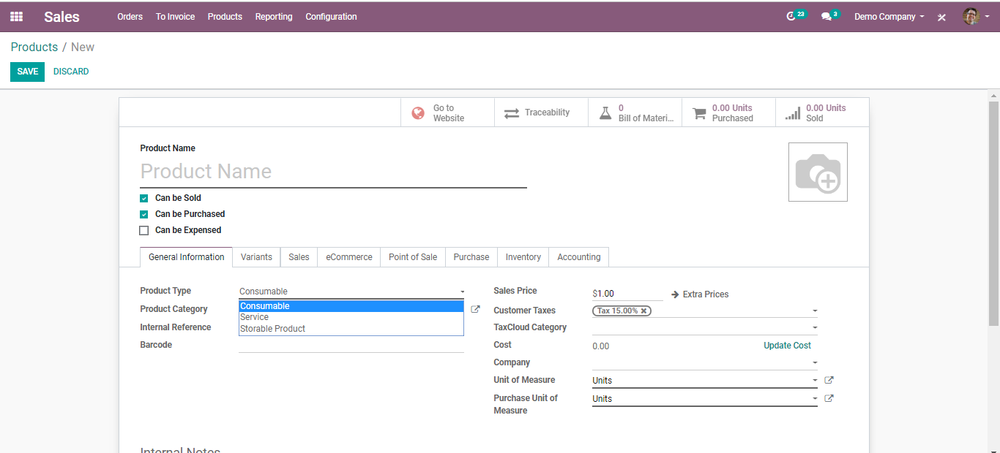 Sales Orders To Invoice Products Reporting Configuration 23 3 Demo Company
Products / New
SAVE DISCARD
Go to
Website
Traceability
0
Bill of Materi...
0.00 Units
Purchased
0.00 Units
Sold
Product Name
Product Name
Can be Sold
Can be Purchased
Can be Expensed
General Information Variants Sales eCommerce Point of Sale Purchase Inventory Accounting
Product Type Consumable
Consumable
Service
Storable Product
Product Category
Internal Reference
Barcode
Sales Price $1.00 Extra Prices
Customer Taxes Tax 15.00%
TaxCloud Category
Cost 0.00 Update Cost
Company
Unit of Measure Units
Purchase Unit of Units
Measure
Internal Notes